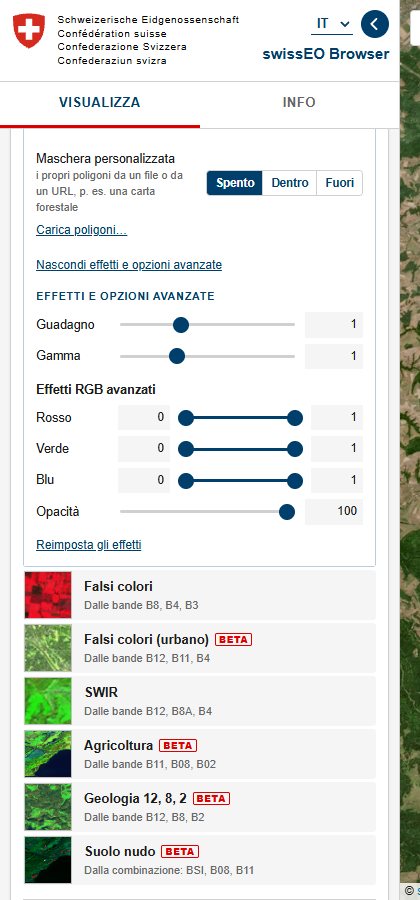 Schweizerische Eidgenossenschaft
Confédération suisse
Confederazione Svizzera
Confederaziun svizra
IT
swissEO Browser
VISUALIZZA
INFO
Maschera personalizzata
i propri poligoni da un file o da
un URL, p. es. una carta
forestale
Spento
Dentro
Fuori
Carica poligoni…
Nascondi effetti e opzioni avanzate
EFFETTI E OPZIONI AVANZATE
Guadagno 1
Gamma 1
Effetti RGB avanzati
Rosso 0 1
Verde 0 1
Blu 0 1
Opacità 100
Reimposta gli effetti
Falsi colori
Dalle bande B8, B4, B3
Falsi colori (urbano) BETA
Dalle bande B12, B11, B4
SWIR
Dalle bande B12, B8A, B4
Agricoltura BETA
Dalle bande B11, B08, B02
Geologia 12, 8, 2 BETA
Dalle bande B12, B8, B2
Suolo nudo BETA
Dalla combinazione: BSI, B08, B11
©